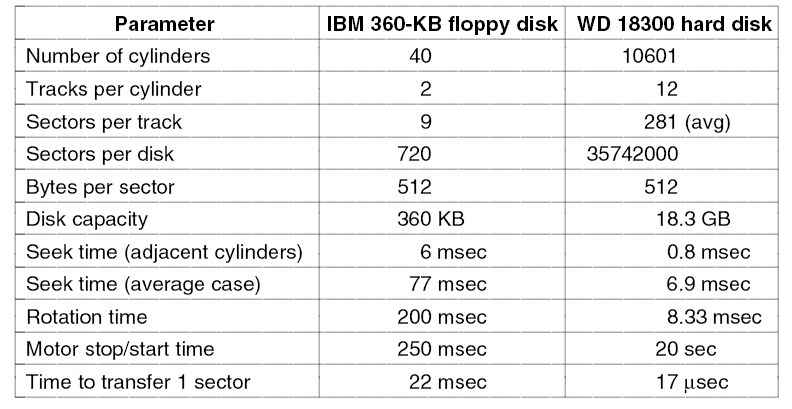 Parameter IBM 360-KB floppy disk WD 18300 hard disk
Number of cylinders 40 10601
Tracks per cylinder 2 12
Sectors per track 9 281 (avg)
Sectors per disk 720 35742000
Bytes per sector 512 512
Disk capacity 360 KB 18.3 GB
Seek time (adjacent cylinders) 6 msec 0.8 msec
Seek time (average case) 77 msec 6.9 msec
Rotation time 200 msec 8.33 msec
Motor stop/start time 250 msec 20 sec
Time to transfer 1 sector 22 msec 17 μsec